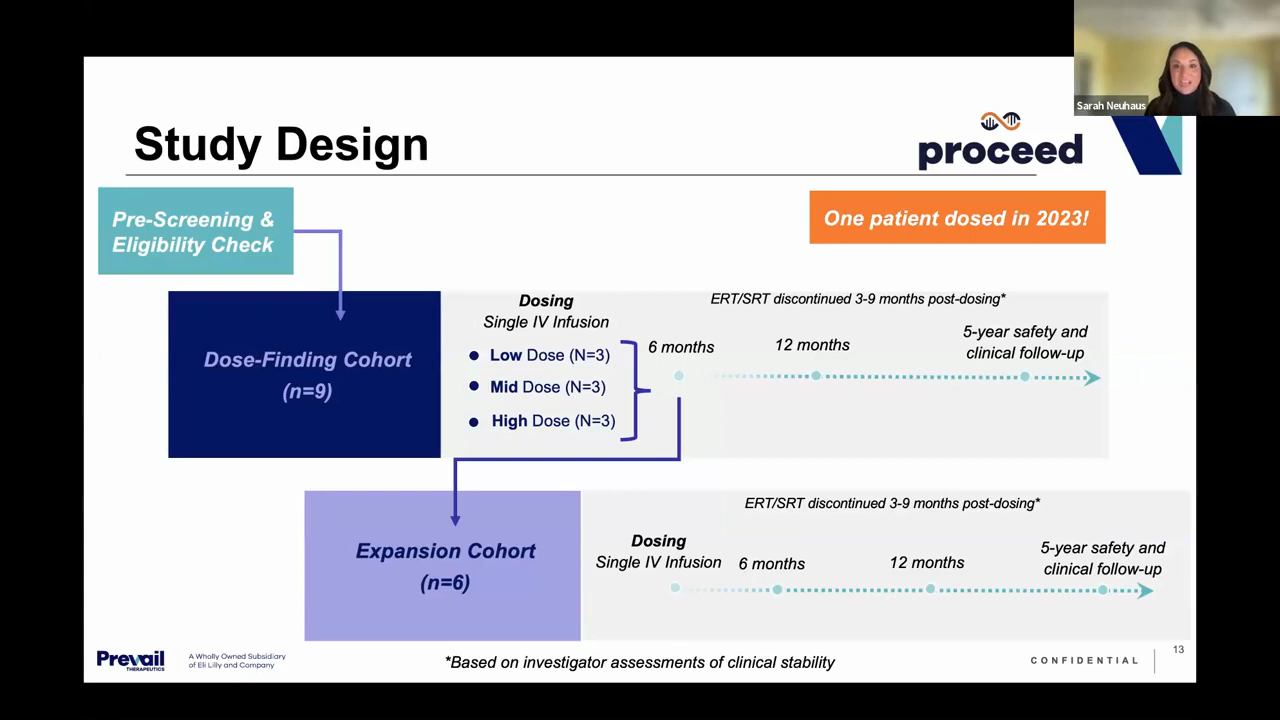 Sarah Neuhaus
Study Design
proceed
Pre-Screening &
Eligibility Check
One patient dosed in 2023!
Dose-Finding Cohort
(n=9)
Dosing
Single IV Infusion
Low Dose (N=3)
Mid Dose (N=3)
High Dose (N=3)
ERT/SRT discontinued 3-9 months post-dosing*
6 months
12 months
5-year safety and
clinical follow-up
Expansion Cohort
(n=6)
ERT/SRT discontinued 3-9 months post-dosing*
Dosing
Single IV Infusion
6 months
12 months
5-year safety and
clinical follow-up
Prevail
THERAPEUTICS
A Wholly Owned Subsidiary
of Eli Lilly and Company
*Based on investigator assessments of clinical stability
CONFIDENTIAL
13